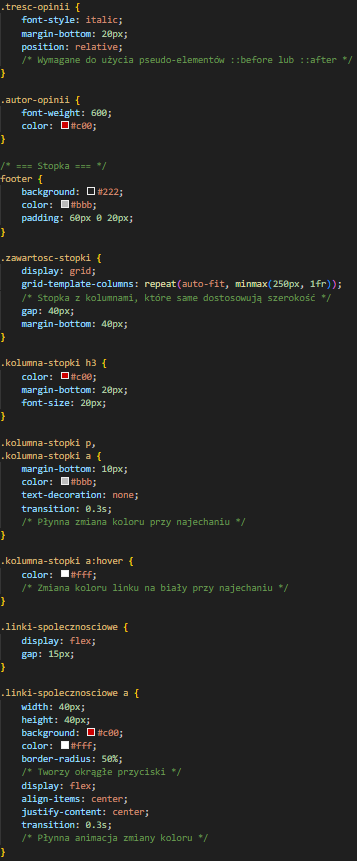 .tresc-opinii {
    font-style: italic;
    margin-bottom: 20px;
    position: relative;
    /* Wymagane do użycia pseudo-elementów ::before lub ::after */
}

.autor-opinii {
    font-weight: 600;
    color: #c00;
}

/* === Stopka === */
footer {
    background: #222;
    color: #bbb;
    padding: 60px 0 20px;
}

.zawartosc-stopki {
    display: grid;
    grid-template-columns: repeat(auto-fit, minmax(250px, 1fr));
    /* Stopka z kolumnami, które same dostosowują szerokość */
    gap: 40px;
    margin-bottom: 40px;
}

.kolumna-stopki h3 {
    color: #c00;
    margin-bottom: 20px;
    font-size: 20px;
}

.kolumna-stopki p,
.kolumna-stopki a {
    margin-bottom: 10px;
    color: #bbb;
    text-decoration: none;
    transition: 0.3s;
    /* Płynna zmiana koloru przy najechaniu */
}

.kolumna-stopki a:hover {
    color: #fff;
    /* Zmiana koloru linku na biały przy najechaniu */
}

.linki-spolecznosciowe {
    display: flex;
    gap: 15px;
}

.linki-spolecznosciowe a {
    width: 40px;
    height: 40px;
    background: #c00;
    color: #fff;
    border-radius: 50%;
    /* Tworzy okrągłe przyciski */
    display: flex;
    align-items: center;
    justify-content: center;
    transition: 0.3s;
    /* Płynna animacja zmiany koloru */
}